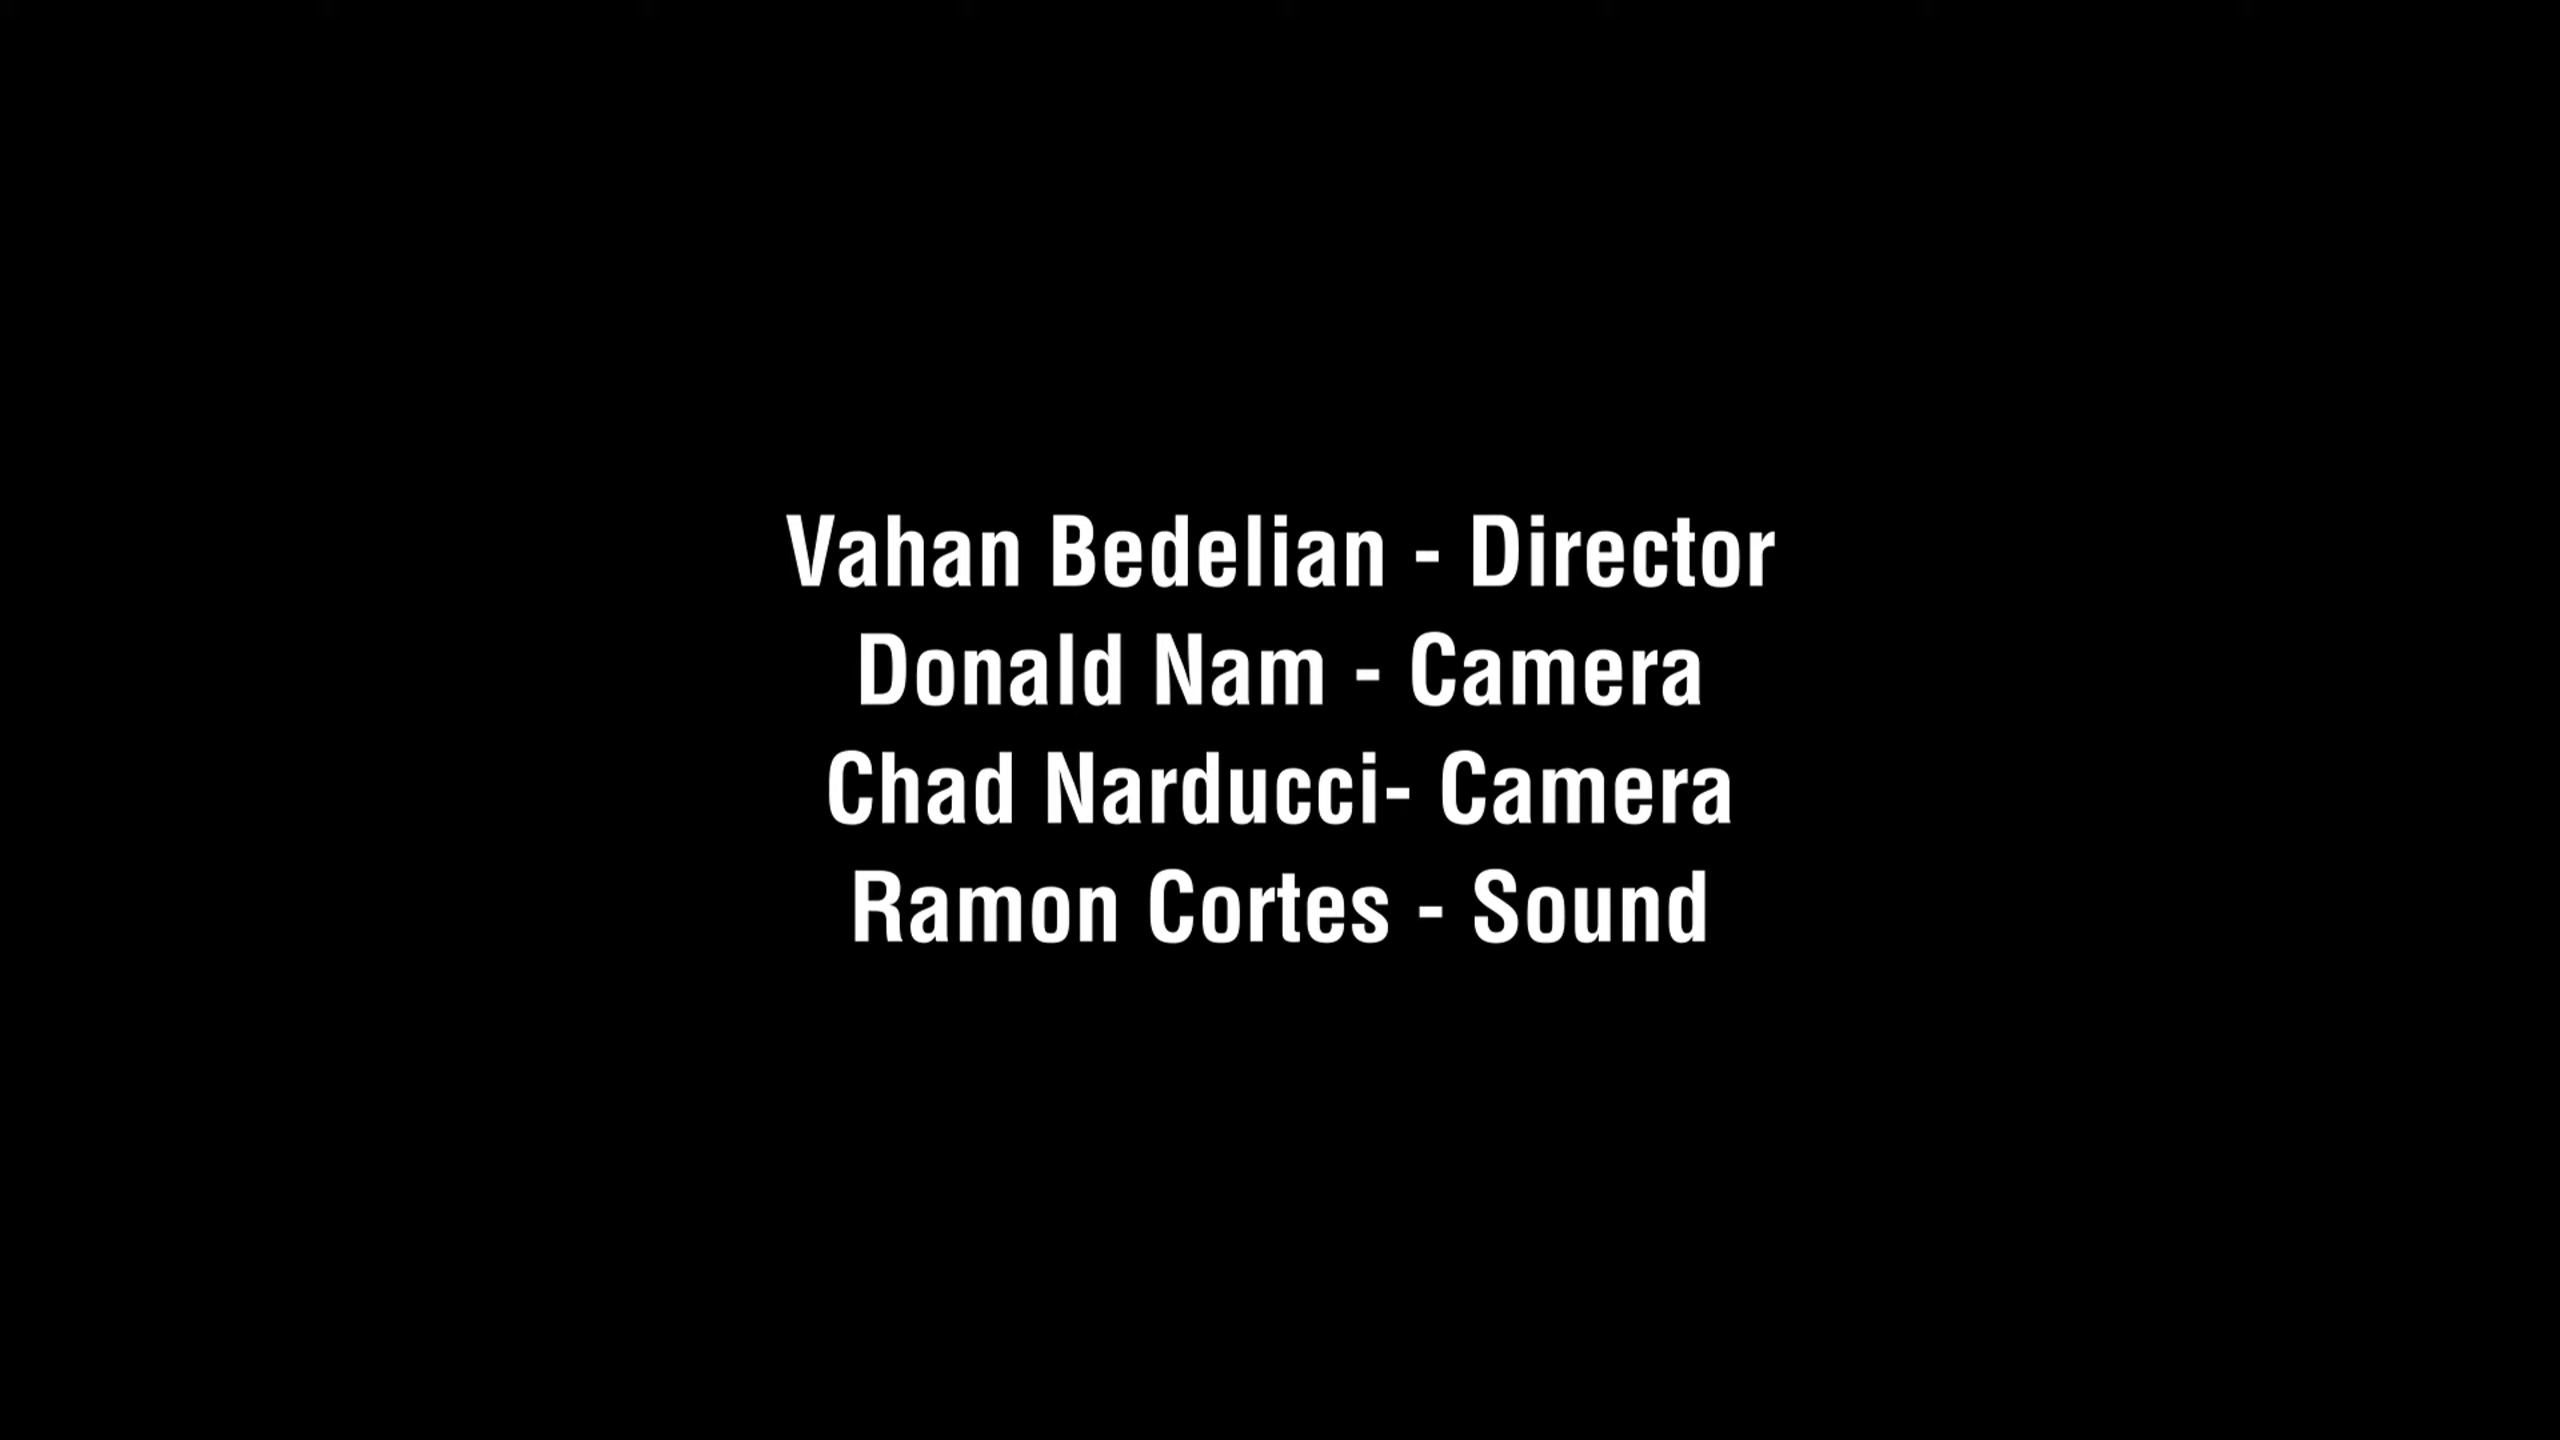 Vahan Bedelian - Director
Donald Nam - Camera
Chad Narducci- Camera
Ramon Cortes - Sound